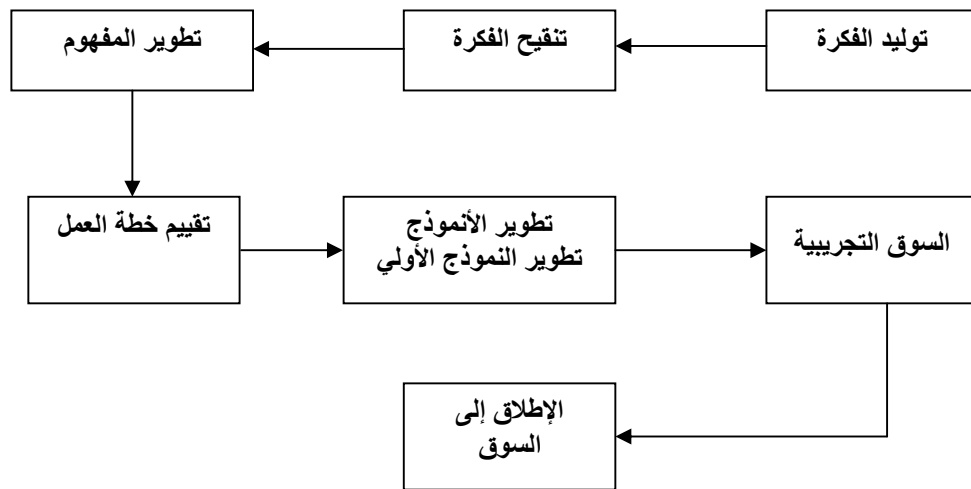 توليد الفكرة
تنقيح الفكرة
تطوير المفهوم
تقييم خطة العمل
تطوير الأنموذج
تطوير النموذج الأولي
السوق التجريبية
الإطلاق إلى
السوق